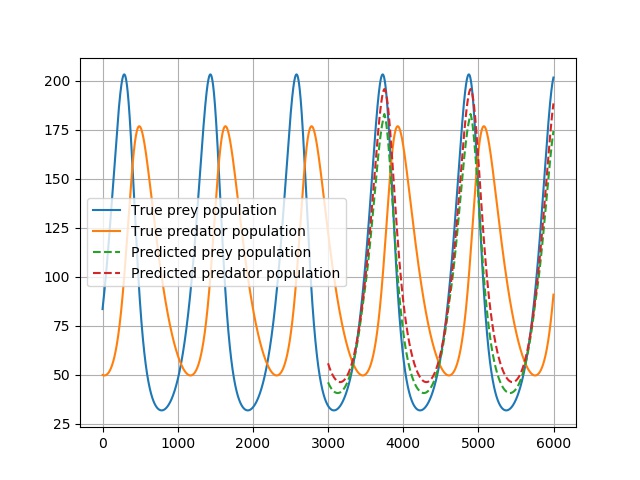 200
175
150
125
100
75
50
25
True prey population
True predator population
Predicted prey population
Predicted predator population
0 1000 2000 3000 4000 5000 6000